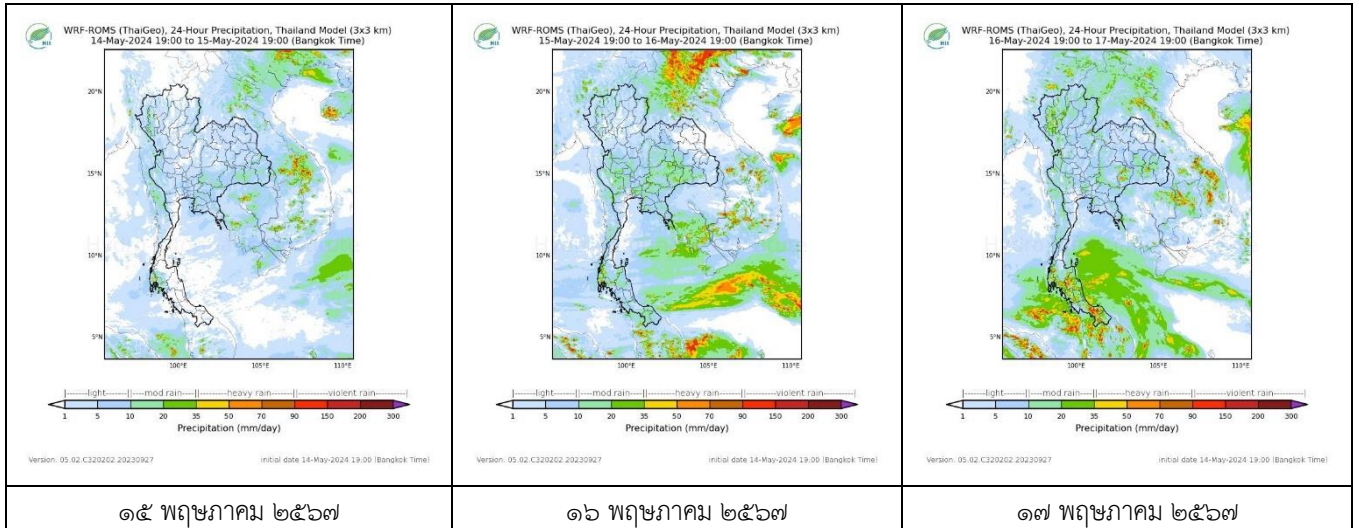 WRF-ROMS (ThaiGeo), 24-Hour Precipitation, Thailand Model (3x3 km)
14-May-2024 19:00 to 15-May-2024 19:00 (Bangkok Time)
HII
20°N
15°N
10°N
5°N
100°E 105°E 110°E
light mod rain heavy rain violent rain
1 5 10 20 35 50 70 90 150 200 300
Precipitation (mm/day)
Version: 05.02.C320202.20230927 initial date 14-May-2024 19:00 (Bangkok Time)
๑๕ พฤษภาคม ๒๕๖๗
WRF-ROMS (ThaiGeo), 24-Hour Precipitation, Thailand Model (3x3 km)
15-May-2024 19:00 to 16-May-2024 19:00 (Bangkok Time)
HII
20°N
15°N
10°N
5°N
100°E 105°E 110°E
light mod rain heavy rain violent rain
1 5 10 20 35 50 70 90 150 200 300
Precipitation (mm/day)
Version: 05.02.C320202.20230927 initial date 14-May-2024 19:00 (Bangkok Time)
๑๖ พฤษภาคม ๒๕๖๗
WRF-ROMS (ThaiGeo), 24-Hour Precipitation, Thailand Model (3x3 km)
16-May-2024 19:00 to 17-May-2024 19:00 (Bangkok Time)
HII
20°N
15°N
10°N
5°N
100°E 105°E 110°E
light mod rain heavy rain violent rain
1 5 10 20 35 50 70 90 150 200 300
Precipitation (mm/day)
Version: 05.02.C320202.20230927 initial date 14-May-2024 19:00 (Bangkok Time)
๑๗ พฤษภาคม ๒๕๖๗